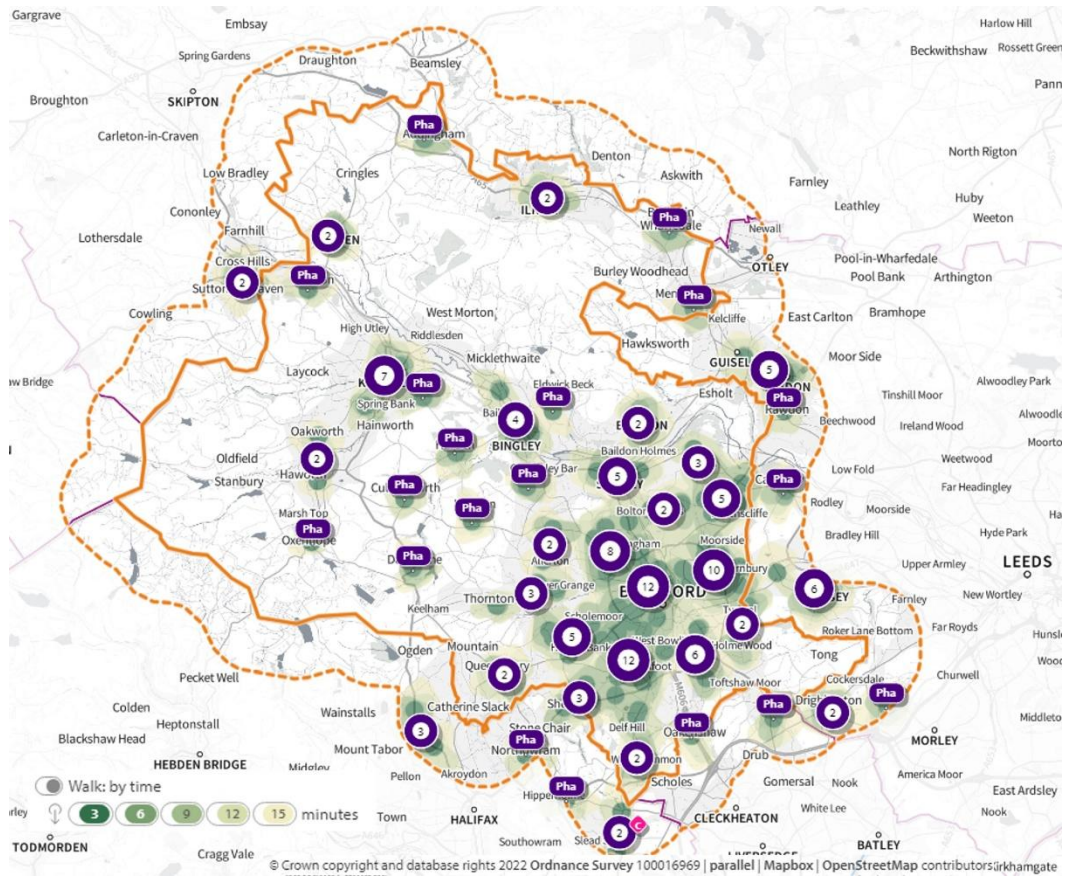 Gargrave
Embsay
Harlow Hill
Beckwithshaw
Rossett Green
Spring Gardens
Draughton
Beamsley
Pann
Broughton
SKIPTON
Pha
Carleton-in-Craven
Denton
North Rigton
Low Bradley
Cringles
Askwith
Farnley
Huby
Leathley
Weeton
Cononley
2
Pha
Lothersdale
Farnhill
2
Newall
Cross Hills
Pha
OTLEY
Pool-in-Wharfedale
2
Burley Woodhead
Pool Bank
Arthington
Pha
Cowling
West Morton
Kelcliffe
East Carlton
Bramhope
High Utley
Riddlesden
Hawksworth
aw Bridge
Laycock
Micklethwaite
Moor Side
7
Pha
Eldwick Beck
5
Alwoodley Park
Spring Bank
Pha
Esholt
Pha
Rawdon
Tinshill Moor
Hainworth
4
2
Beechwood
Ireland Wood
Oakworth
Pha
BINGLEY
Baildon Holmes
Oldfield
2
3
Low Fold
Weetwood
Stanbury
Pha
Pha
5
Pha
Far Headingley
Marsh Top
Pha
2
5
Rodley
Moorside
Pha
Oxenhope
Moorside
Bradley Hill
Hyde Park
Pha
2
8
LEEDS
10
Upper Armley
12
6
New Wortley
Keelham
Thornton
3
Farnley
Scholemoor
2
Far Royds
Ogden
Mountain
5
Holme Wood
Roker Lane Bottom
12
6
Tong
Pecket Well
2
Toftshaw Moor
Cockersdale
Churwell
Colden
Wainstalls
Catherine Slack
3
Pha
Pha
Heptonstall
3
Stone Chair
Delf Hill
Pha
2
Blackshaw Head
Mount Tabor
Pha
MORLEY
HEBDEN BRIDGE
Midgley
Pellon
Akroydon
2
Drub
Gomersal
Nook
America Moor
Walk: by time
Pha
Scholes
East Ardsley
3 6 9 12 15 minutes
Town
HALIFAX
CLECKHEATON
White Lee
Nook
TODMORDEN
Southowram
2
C
BATLEY
Cragg Vale
© Crown copyright and database rights 2022 Ordnance Survey 100016969 | parallel | Mapbox | OpenStreetMap contributors